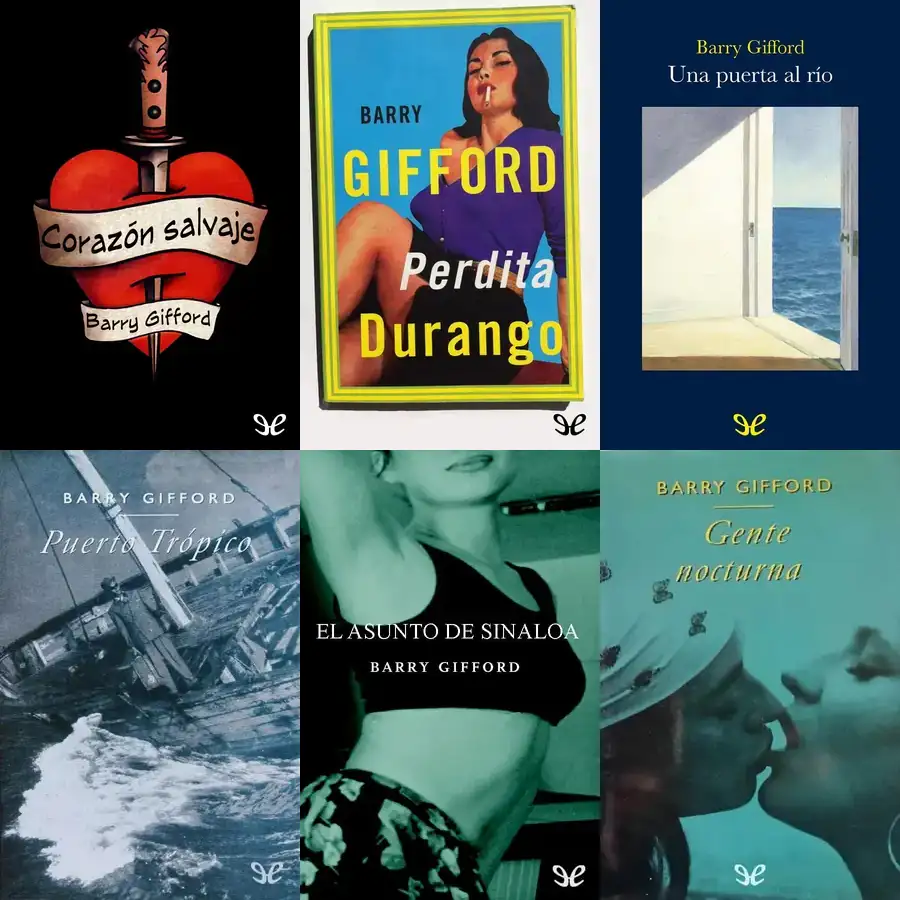 Corazón salvaje
Barry Gifford
BARRY
GIFFORD
Perdita
Durango
Barry Gifford
Una puerta al río
BARRY GIFFORD
Puerto Trópico
EL ASUNTO DE SINALOA
BARRY GIFFORD
BARRY GIFFORD
Gente
nocturna